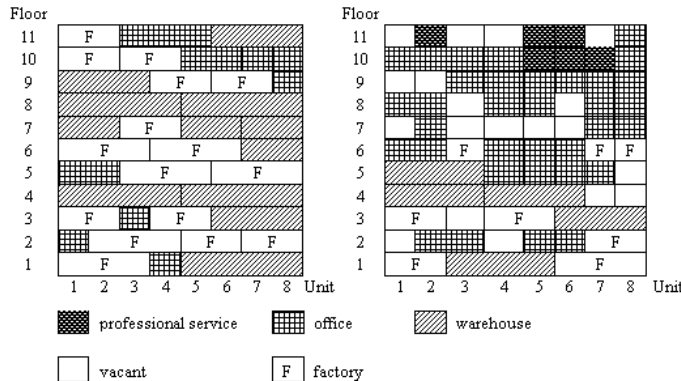 Floor
11 F
10 F F
9 F F
8
7 F
6 F F
5 F F
4
3 F F
2 F F F
1 F
1 2 3 4 5 6 7 8 Unit
Floor
11
10
9
8
7
6 F F F
5
4
3 F F
2 F
1 F F
1 2 3 4 5 6 7 8 Unit
professional service
office
warehouse
vacant
F factory